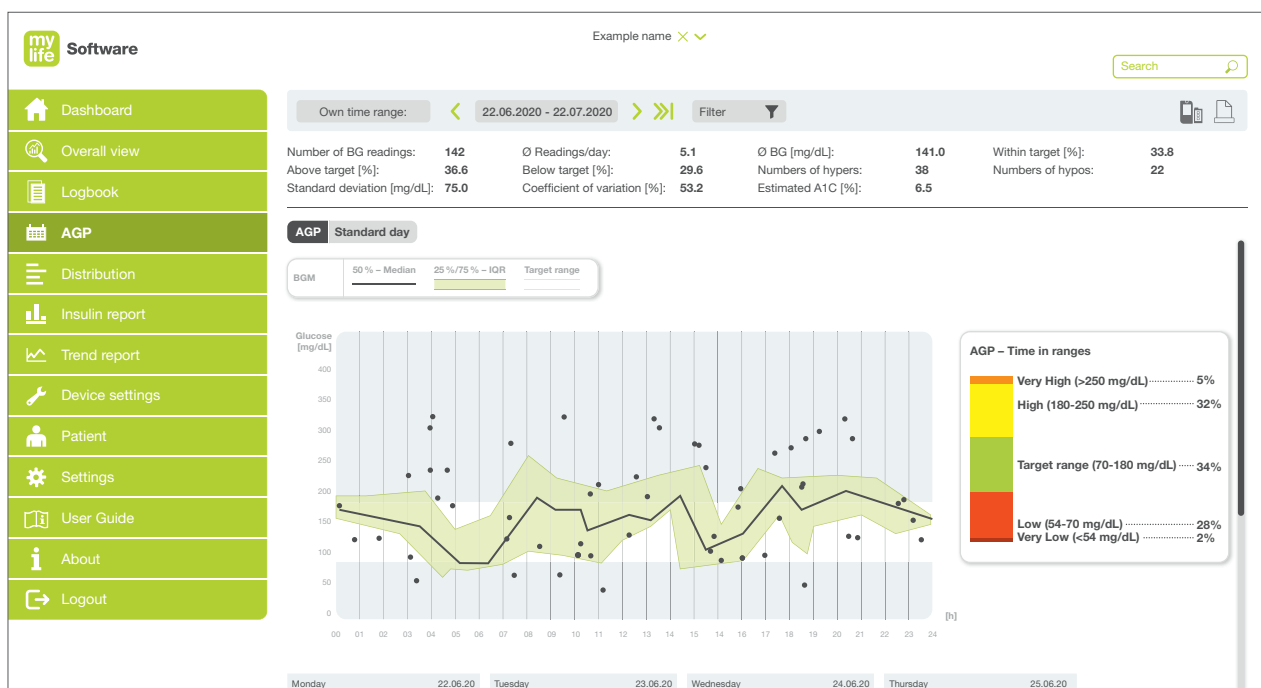 my life Software
Example name
Search
Dashboard
Overall view
Logbook
AGP
Distribution
Insulin report
Trend report
Device settings
Patient
Settings
User Guide
About
Logout
Own time range: 22.06.2020 - 22.07.2020 Filter
Number of BG readings: 142 Ø Readings/day: 5.1 Ø BG [mg/dL]: 141.0 Within target [%]: 33.8
Above target [%]: 36.6 Below target [%]: 29.6 Numbers of hypers: 38 Numbers of hypos: 22
Standard deviation [mg/dL]: 75.0 Coefficient of variation [%]: 53.2 Estimated A1C [%]: 6.5
AGP Standard day
BGM 50 % – Median 25 %/75 % – IQR Target range
Glucose
[mg/dL]
400
350
300
250
200
150
100
50
0
00 01 02 03 04 05 06 07 08 09 10 11 12 13 14 15 14 16 17 18 19 20 21 22 23 24
[h]
AGP – Time in ranges
Very High (>250 mg/dL) 5%
High (180-250 mg/dL) 32%
Target range (70-180 mg/dL) 34%
Low (54-70 mg/dL) 28%
Very Low (<54 mg/dL) 2%
Monday 22.06.20 Tuesday 23.06.20 Wednesday 24.06.20 Thursday 25.06.20